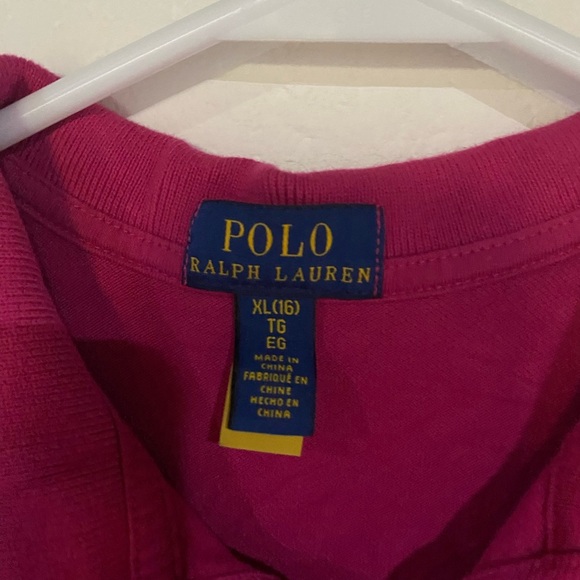 POLO
RALPH LAUREN
XL(16)
TG
EG
MADE IN
CHINA
FABRIQUÉ EN
CHINE
HECHO EN
CHINA